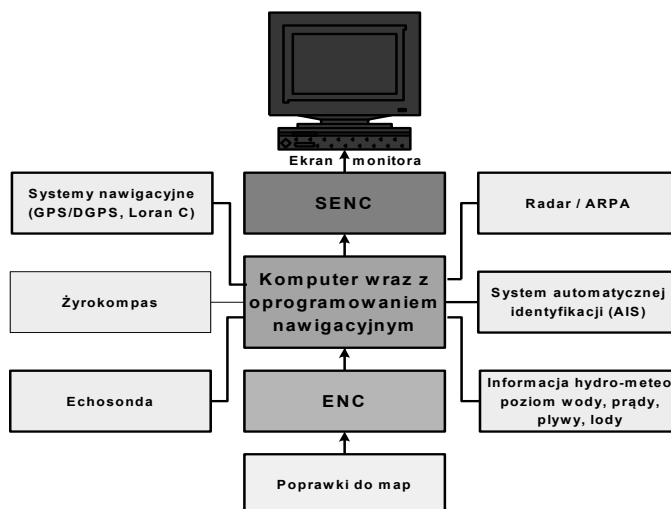 Ekran monitora
Systemy nawigacyjne
(GPS/DGPS, Loran C)
SENC
Radar / ARPA
Żyrokompas
Komputer wraz z
oprogramowaniem
nawigacyjnym
System automatycznej
identyfikacji (AIS)
Echosonda
ENC
Informacja hydro-meteo
poziom wody, prądy,
plywy, lody
Poprawki do map